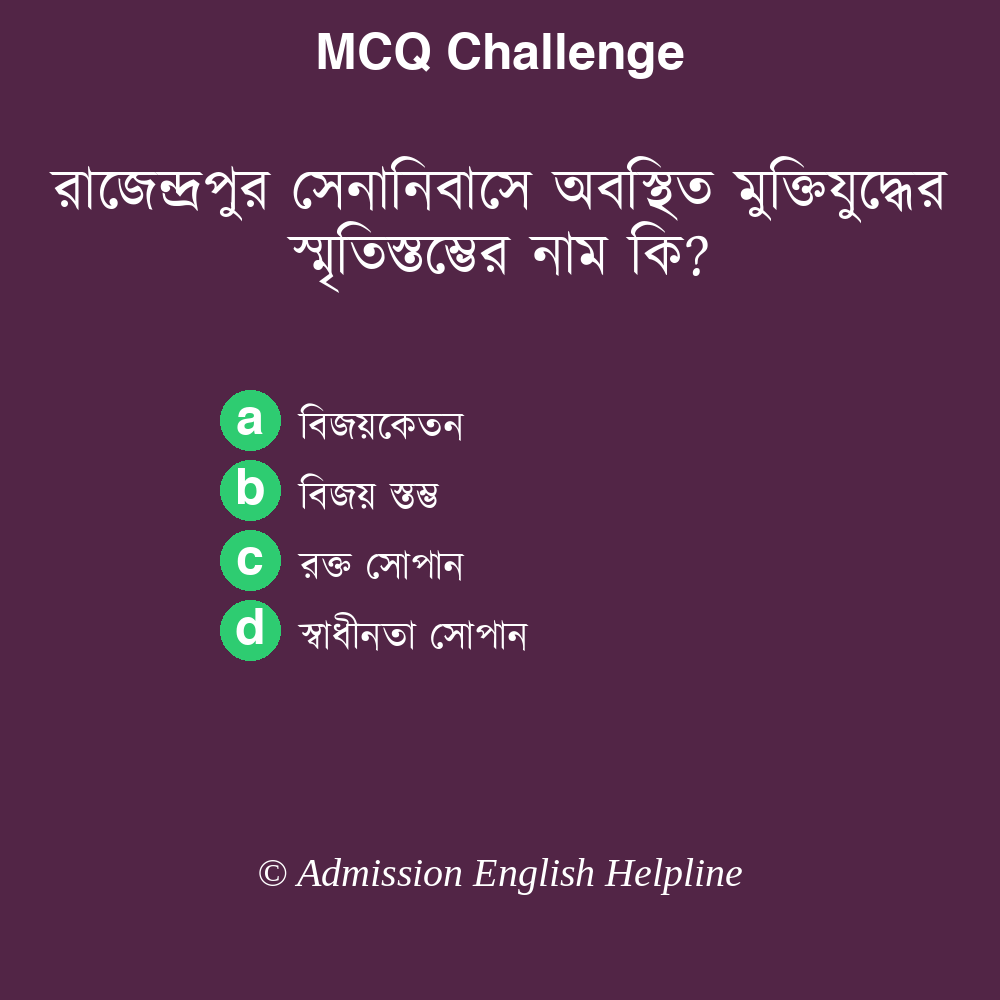 MCQ Challenge
রাজেন্দ্রপুর সেনানিবাসে অবস্থিত মুক্তিযুদ্ধের
স্মৃতিস্তম্ভের নাম কি?
a বিজয়কেতন
b বিজয় স্তম্ভ
c রক্ত সোপান
d স্বাধীনতা সোপান
© Admission English Helpline